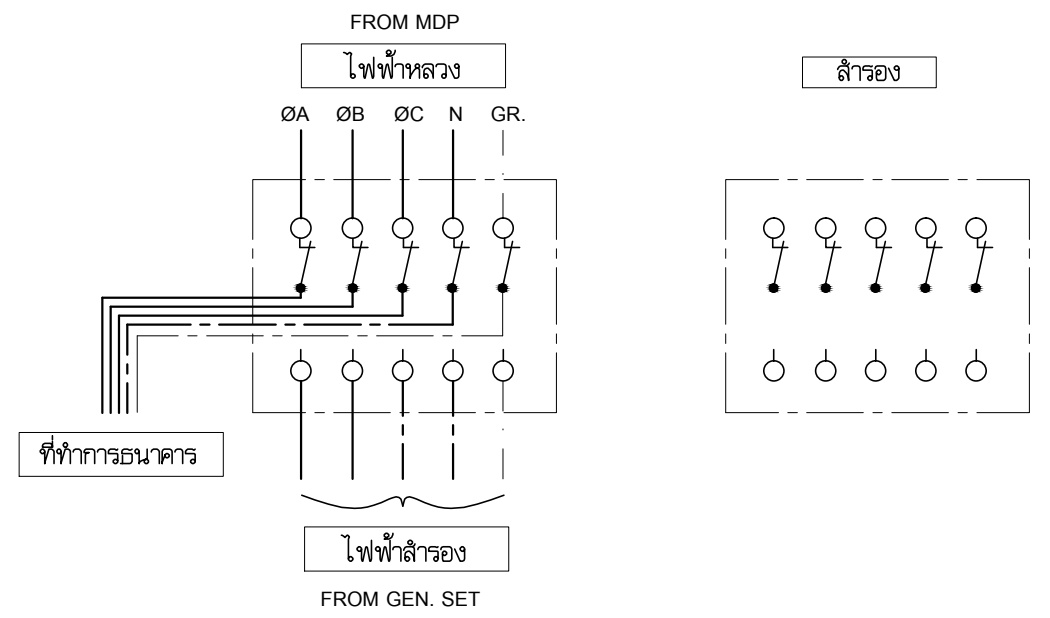 FROM MDP
ไฟฟ้าหลวง
สำรอง
ØA ØB ØC N GR.
ที่ทำการธนาคาร
ไฟฟ้าสำรอง
FROM GEN. SET